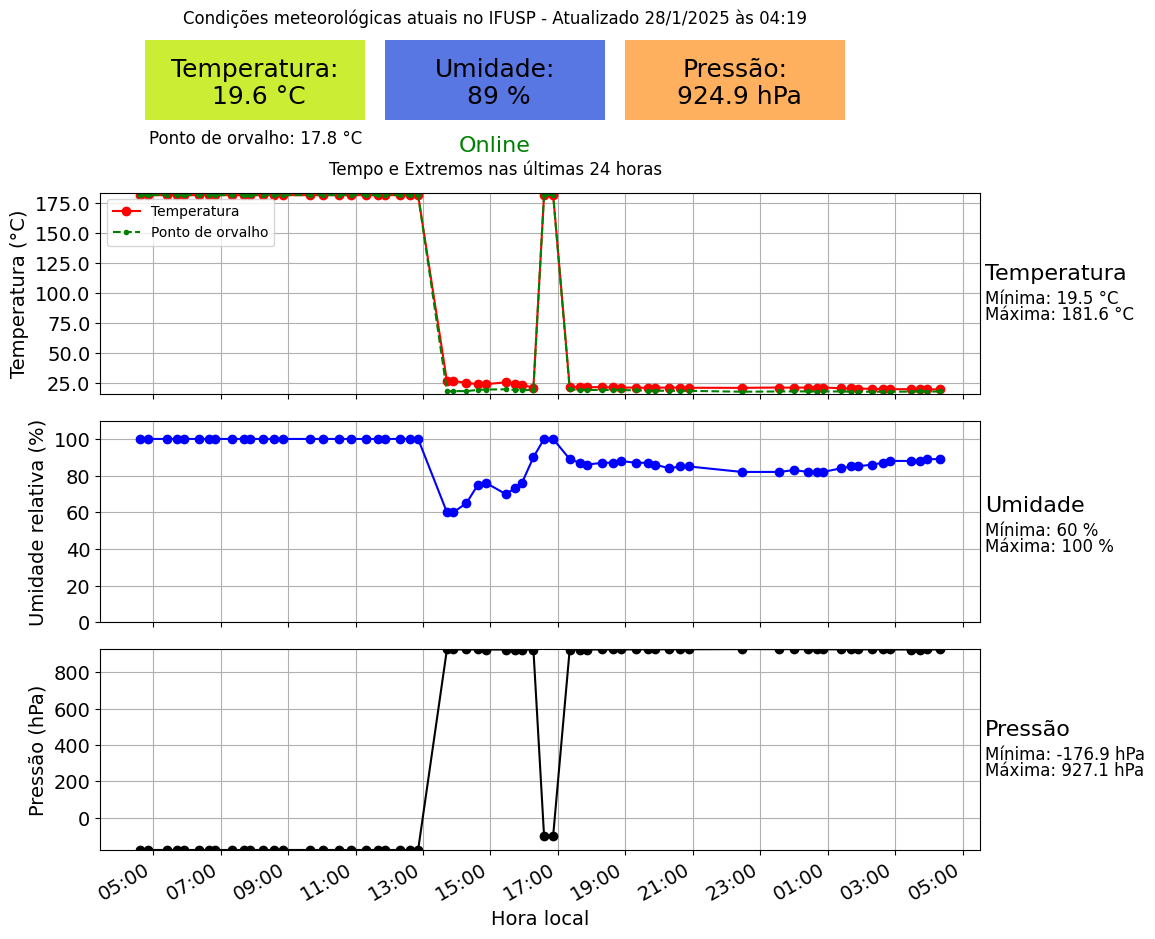 Condições meteorológicas atuais no IFUSP - Atualizado 28/1/2025 às 04:19
Temperatura:
19.6 °C
Umidade:
89 %
Pressão:
924.9 hPa
Ponto de orvalho: 17.8 °C
Online
Tempo e Extremos nas últimas 24 horas
Temperatura (°C)
175.0
150.0
125.0
100.0
75.0
50.0
25.0
Temperatura
Ponto de orvalho
Temperatura
Mínima: 19.5 °C
Máxima: 181.6 °C
Umidade relativa (%)
100
80
60
40
20
0
Umidade
Mínima: 60 %
Máxima: 100 %
Pressão (hPa)
800
600
400
200
0
Pressão
Mínima: -176.9 hPa
Máxima: 927.1 hPa
05:00 07:00 09:00 11:00 13:00 15:00 17:00 19:00 21:00 23:00 01:00 03:00 05:00
Hora local